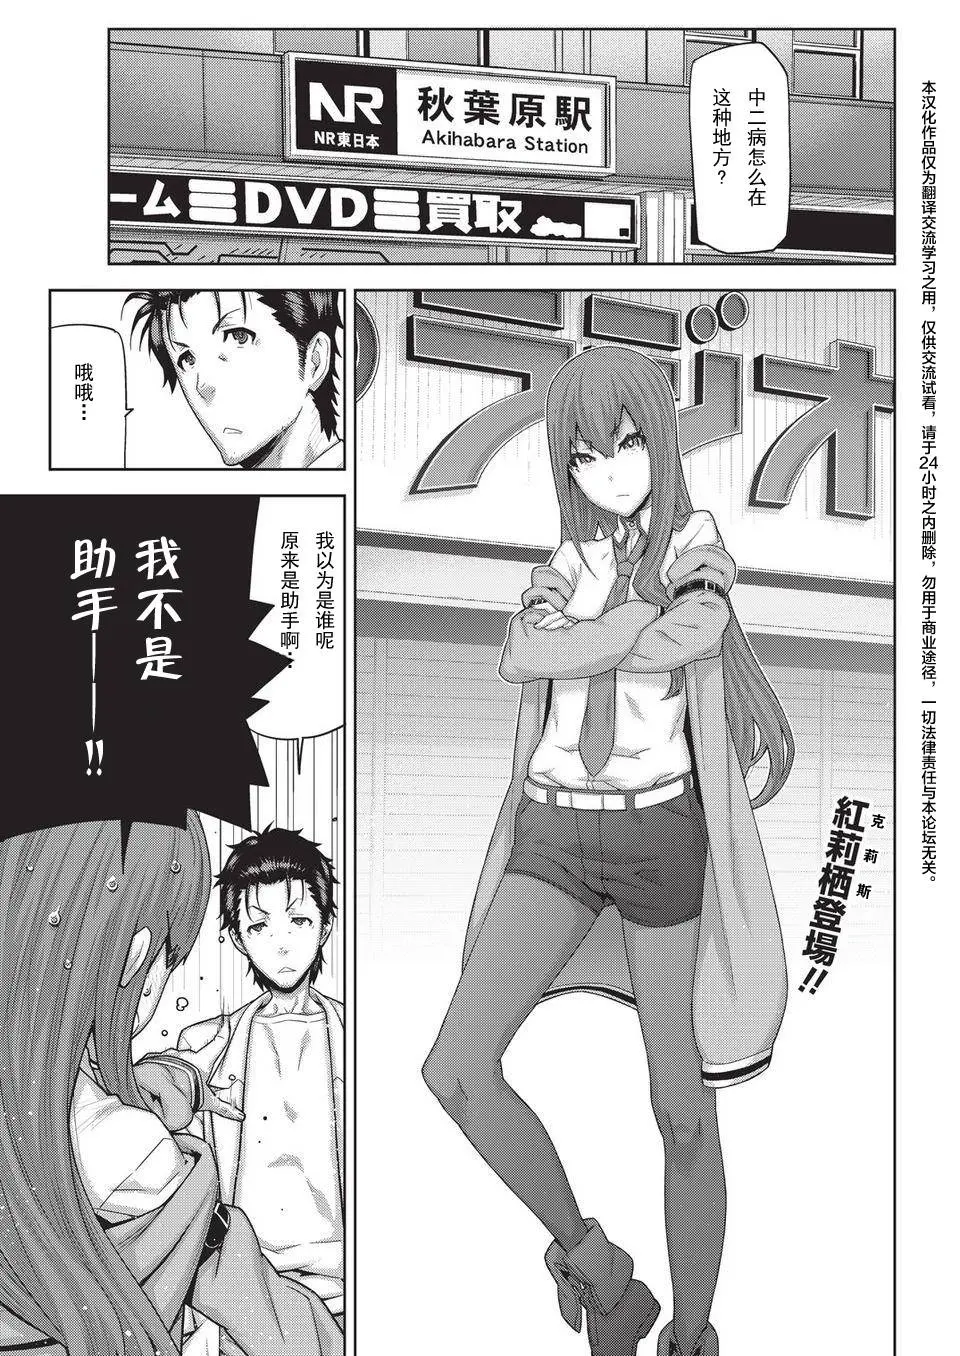 中二病怎么在
这种地方？
NR
NR東日本
秋葉原駅
Akihabara Station
ーム
DVD
買取
ラジオ
克莉斯
紅莉栖登場!!
哦哦…
我以为是谁呢
原来是助手啊…
我不是
助手——!!
本汉化作品仅为翻译交流学习之用，仅供交流试看，请于24小时之内删除，勿用于商业途径，一切法律责任与本论坛无关。